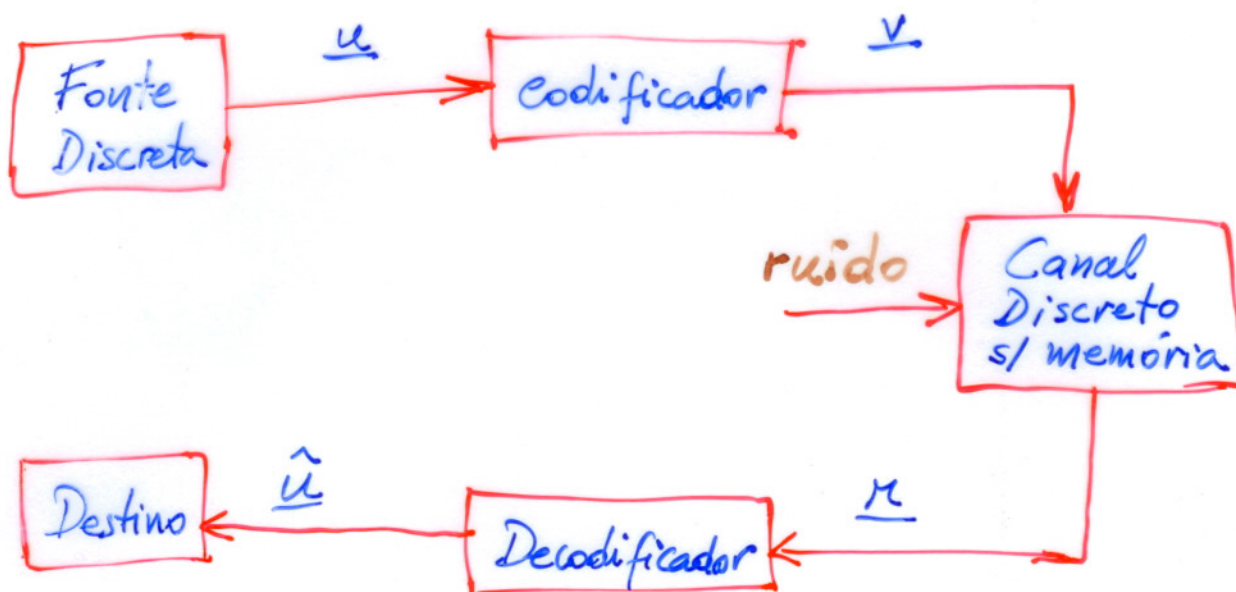 u
v
Fonte
Discreta
Codificador
ruido
Canal
Discreto
s/ memória
û
r
Destino
Decodificador